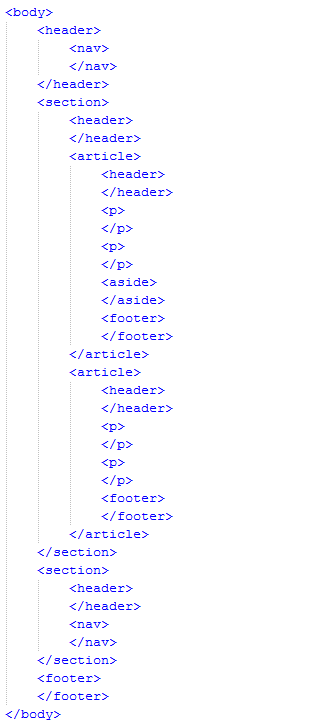 <body>
<header>
<nav>
</nav>
</header>
<section>
<header>
</header>
<article>
<header>
</header>
<p>
</p>
<p>
</p>
<aside>
</aside>
<footer>
</footer>
</article>
<article>
<header>
</header>
<p>
</p>
<p>
</p>
<footer>
</footer>
</article>
</section>
<section>
<header>
</header>
<nav>
</nav>
</section>
<footer>
</footer>
</body>